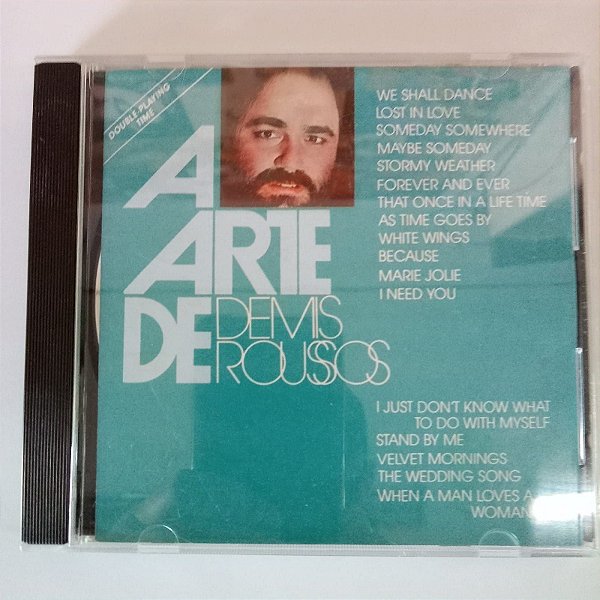 DOUBLE-PLAYING
TIME
A
ARTE
DE DEMIS
ROUSSOS
WE SHALL DANCE
LOST IN LOVE
SOMEDAY SOMEWHERE
MAYBE SOMEDAY
STORMY WEATHER
FOREVER AND EVER
THAT ONCE IN A LIFE TIME
AS TIME GOES BY
WHITE WINGS
BECAUSE
MARIE JOLIE
I NEED YOU
I JUST DON'T KNOW WHAT
TO DO WITH MYSELF
STAND BY ME
VELVET MORNINGS
THE WEDDING SONG
WHEN A MAN LOVES A
WOMAN